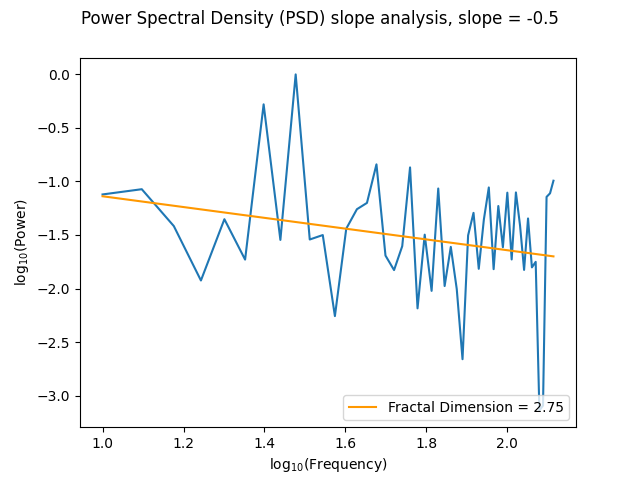 Power Spectral Density (PSD) slope analysis, slope = -0.5
0.0
−0.5
−1.0
−1.5
−2.0
−2.5
−3.0
log₁₀(Power)
Fractal Dimension = 2.75
1.0 1.2 1.4 1.6 1.8 2.0
log₁₀(Frequency)